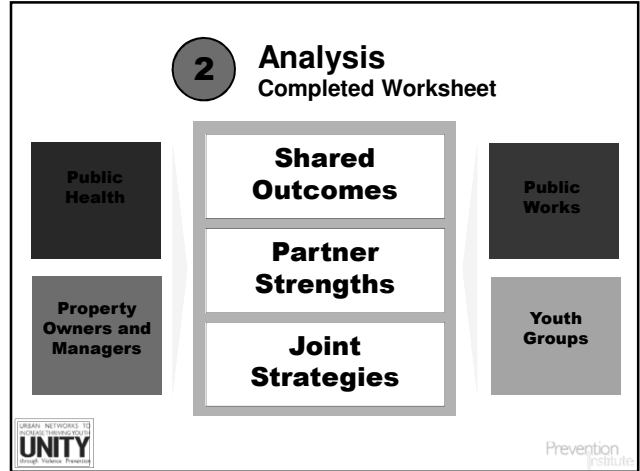 2
Analysis
Completed Worksheet
Public
Health
Property
Owners and
Managers
Shared
Outcomes
Partner
Strengths
Joint
Strategies
Public
Works
Youth
Groups
URBAN NETWORKS TO
INCREASE THRIVING YOUTH
UNITY
through Violence Prevention
Prevention
Institute